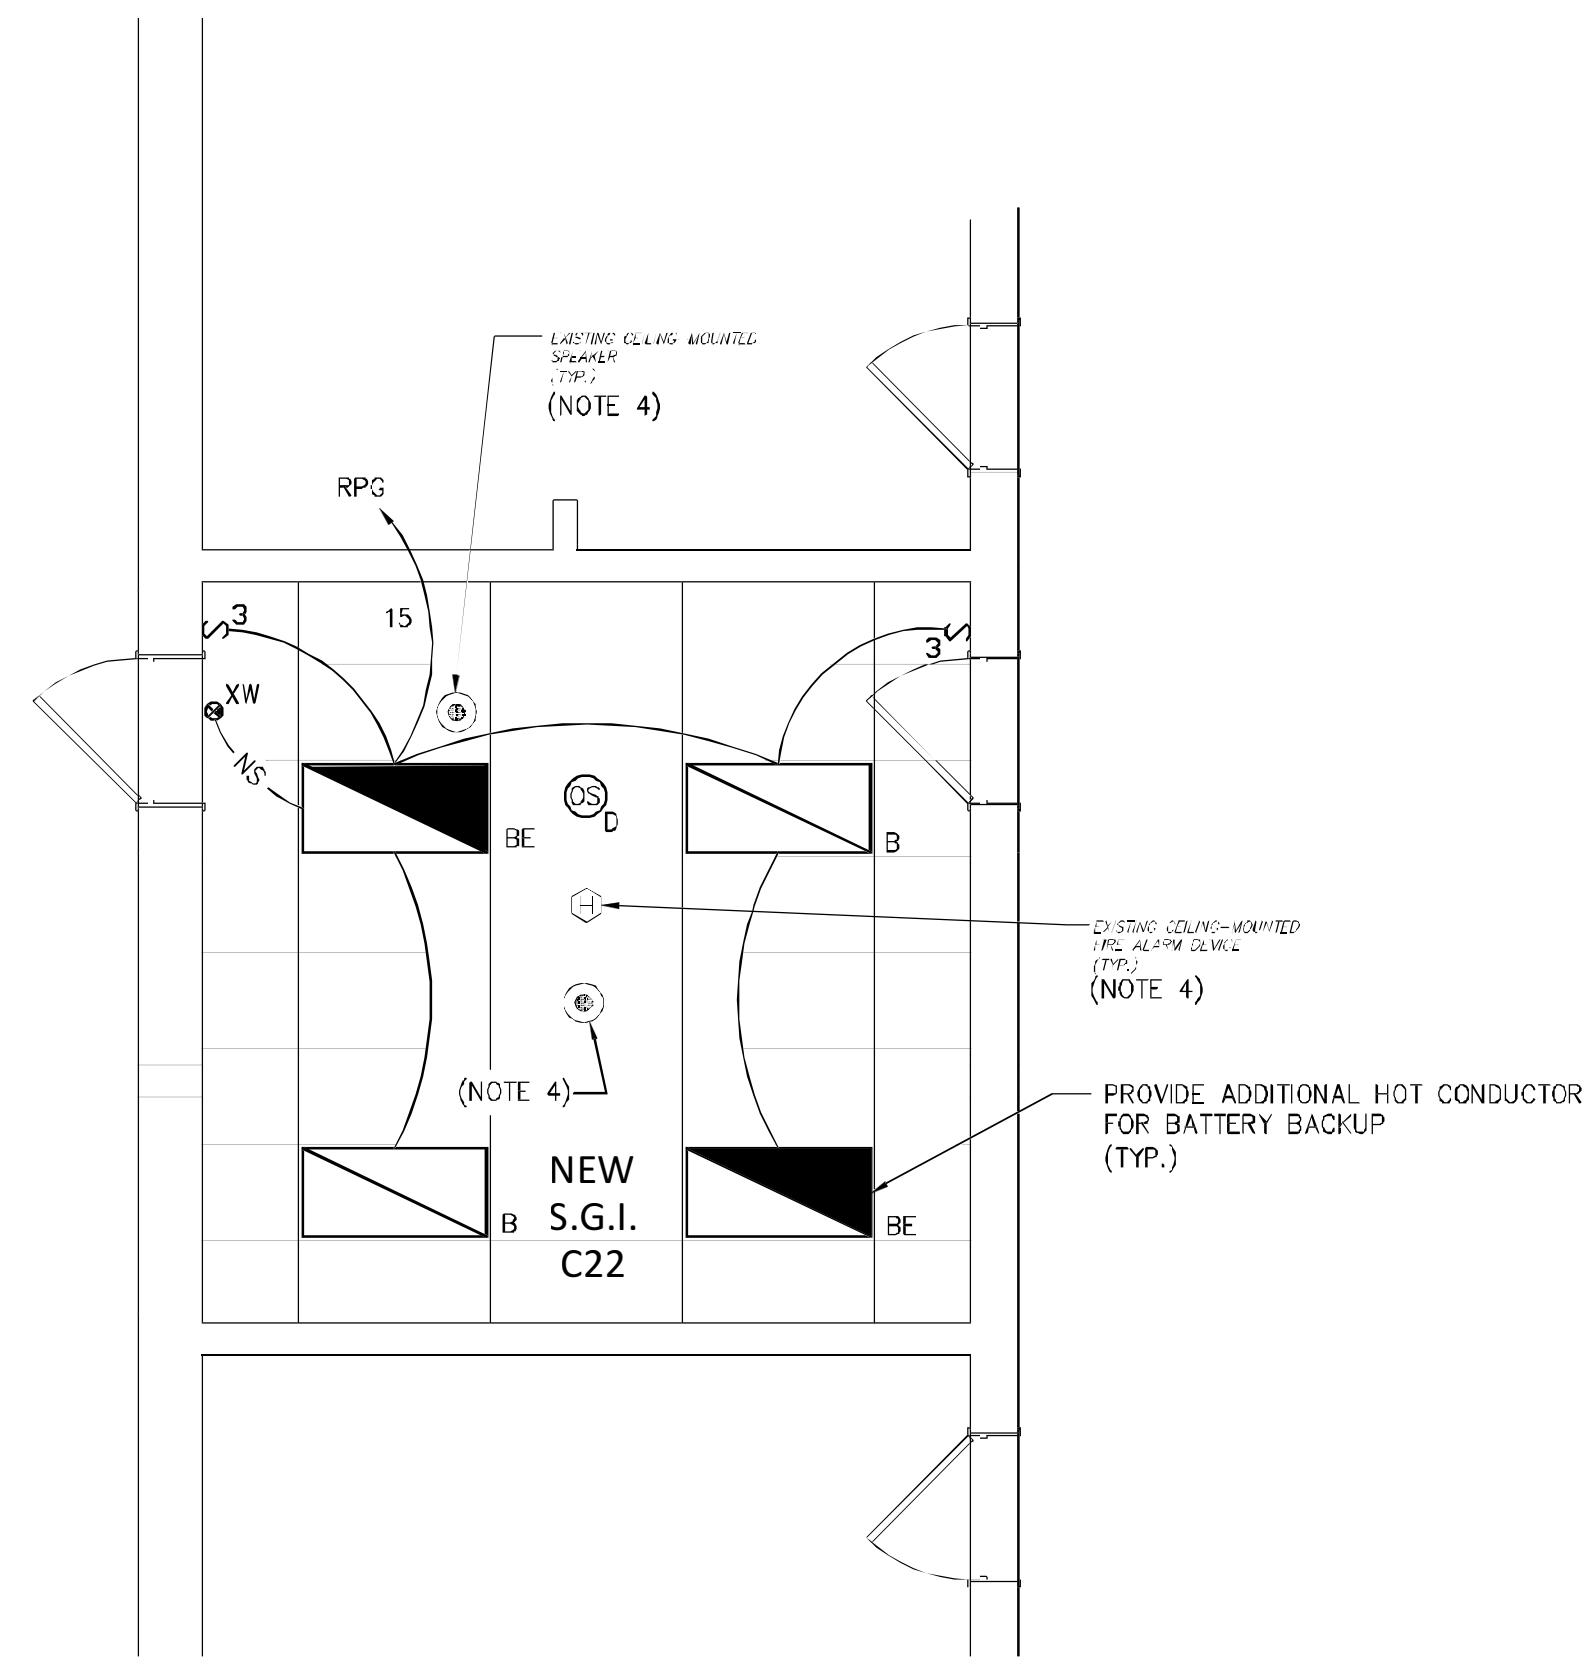 EXISTING CEILING MOUNTED
SPEAKER
(TYP.)
(NOTE 4)
RPG
15
3
3
XW
NS
OS
D
BE
B
H
EXISTING CEILING-MOUNTED
FIRE ALARM DEVICE
(TYP.)
(NOTE 4)
(NOTE 4)
PROVIDE ADDITIONAL HOT CONDUCTOR
FOR BATTERY BACKUP
(TYP.)
NEW
S.G.I.
C22
B
BE